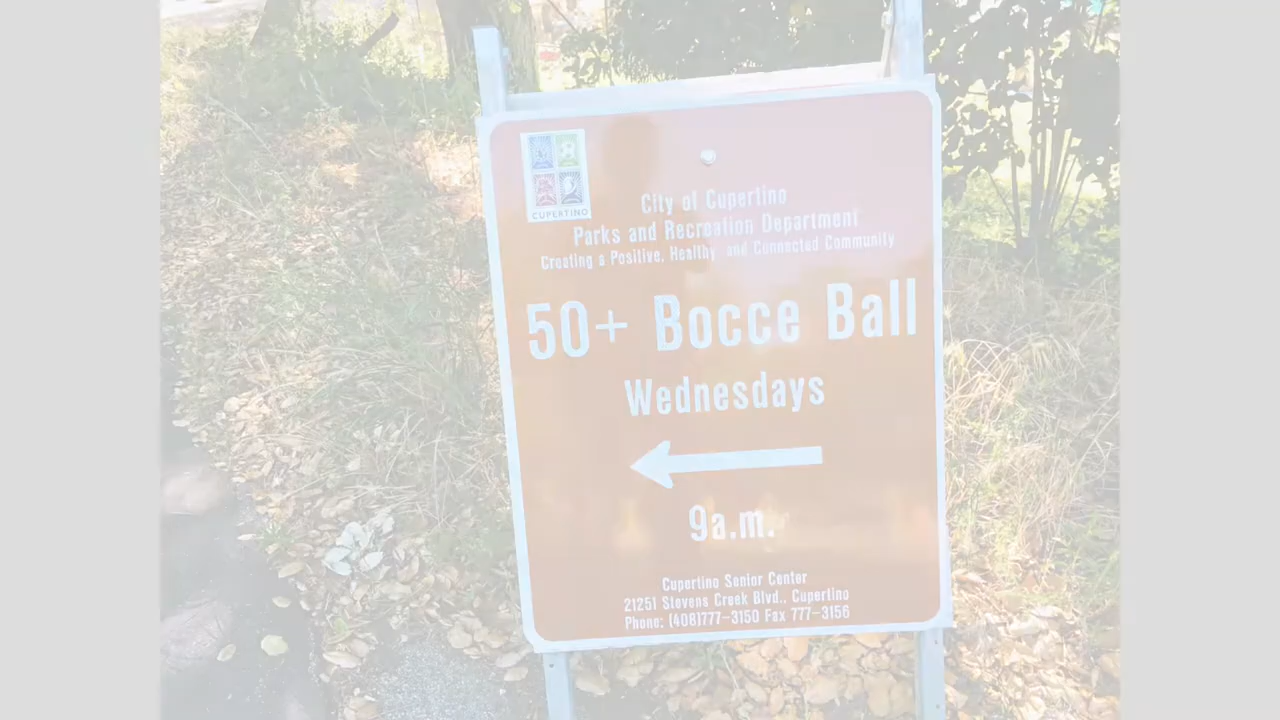 CUPERTINO
City of Cupertino
Parks and Recreation Department
Creating a Positive, Healthy and Connected Community
50+ Bocce Ball
Wednesdays
9a.m.
Cupertino Senior Center
21251 Stevens Creek Blvd., Cupertino
Phone: (408)777-3150 Fax 777-3156